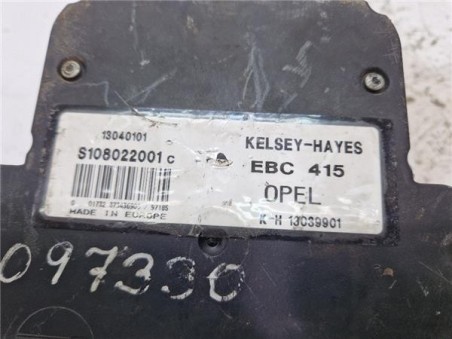 13040101
S108022001 C
MADE IN EUROPE
KELSEY-HAYES
EBC 415
OPEL
K-H 13039901
097330